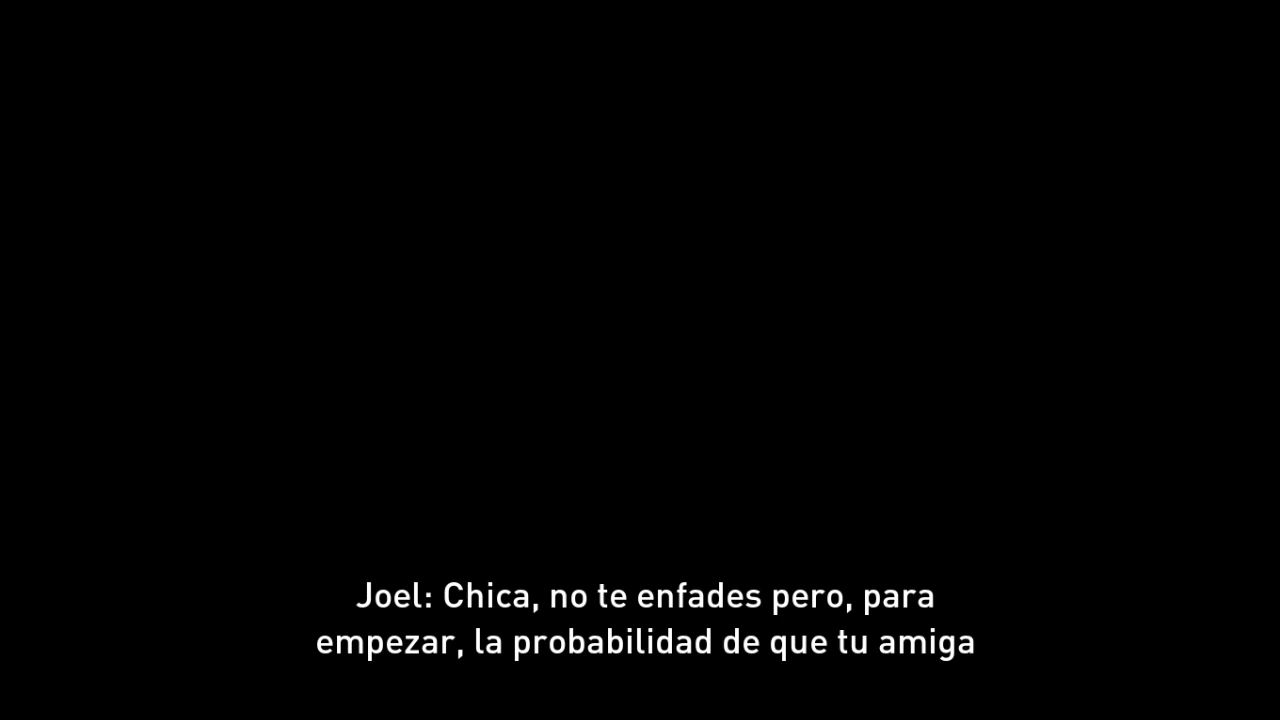 Joel: Chica, no te enfades pero, para
empezar, la probabilidad de que tu amiga